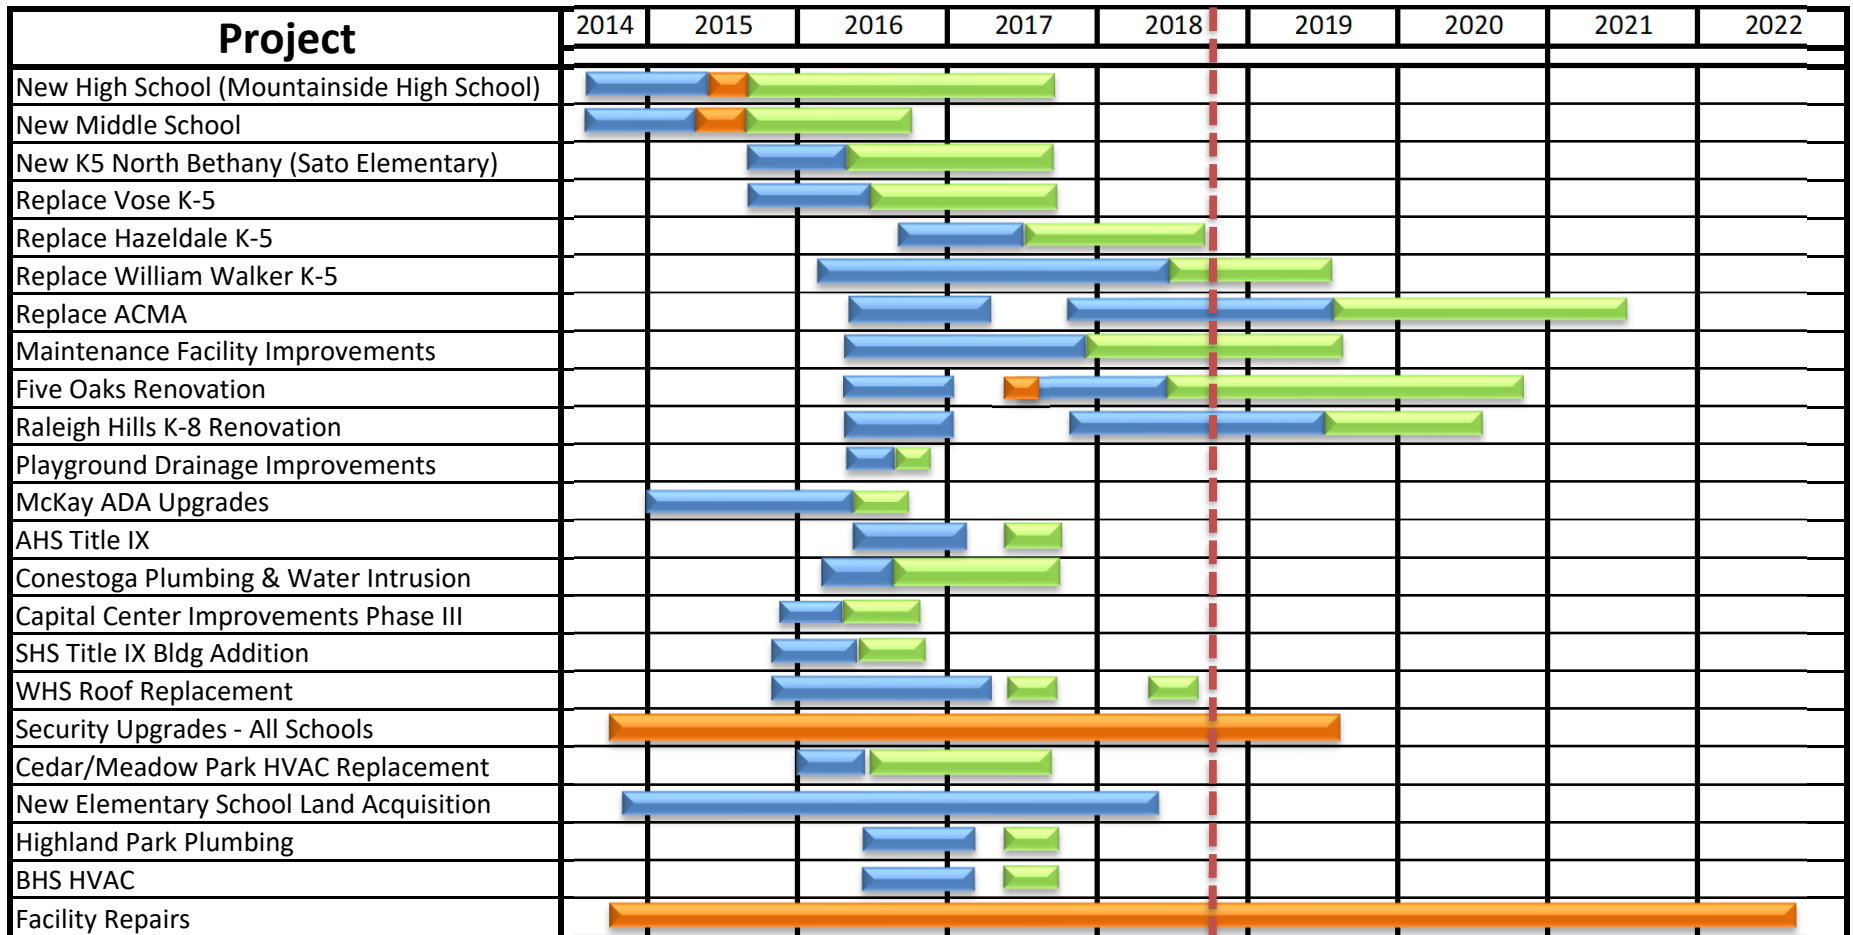 Project 2014 2015 2016 2017 2018 2019 2020 2021 2022
New High School (Mountainside High School)
New Middle School
New K5 North Bethany (Sato Elementary)
Replace Vose K-5
Replace Hazeldale K-5
Replace William Walker K-5
Replace ACMA
Maintenance Facility Improvements
Five Oaks Renovation
Raleigh Hills K-8 Renovation
Playground Drainage Improvements
McKay ADA Upgrades
AHS Title IX
Conestoga Plumbing & Water Intrusion
Capital Center Improvements Phase III
SHS Title IX Bldg Addition
WHS Roof Replacement
Security Upgrades - All Schools
Cedar/Meadow Park HVAC Replacement
New Elementary School Land Acquisition
Highland Park Plumbing
BHS HVAC
Facility Repairs